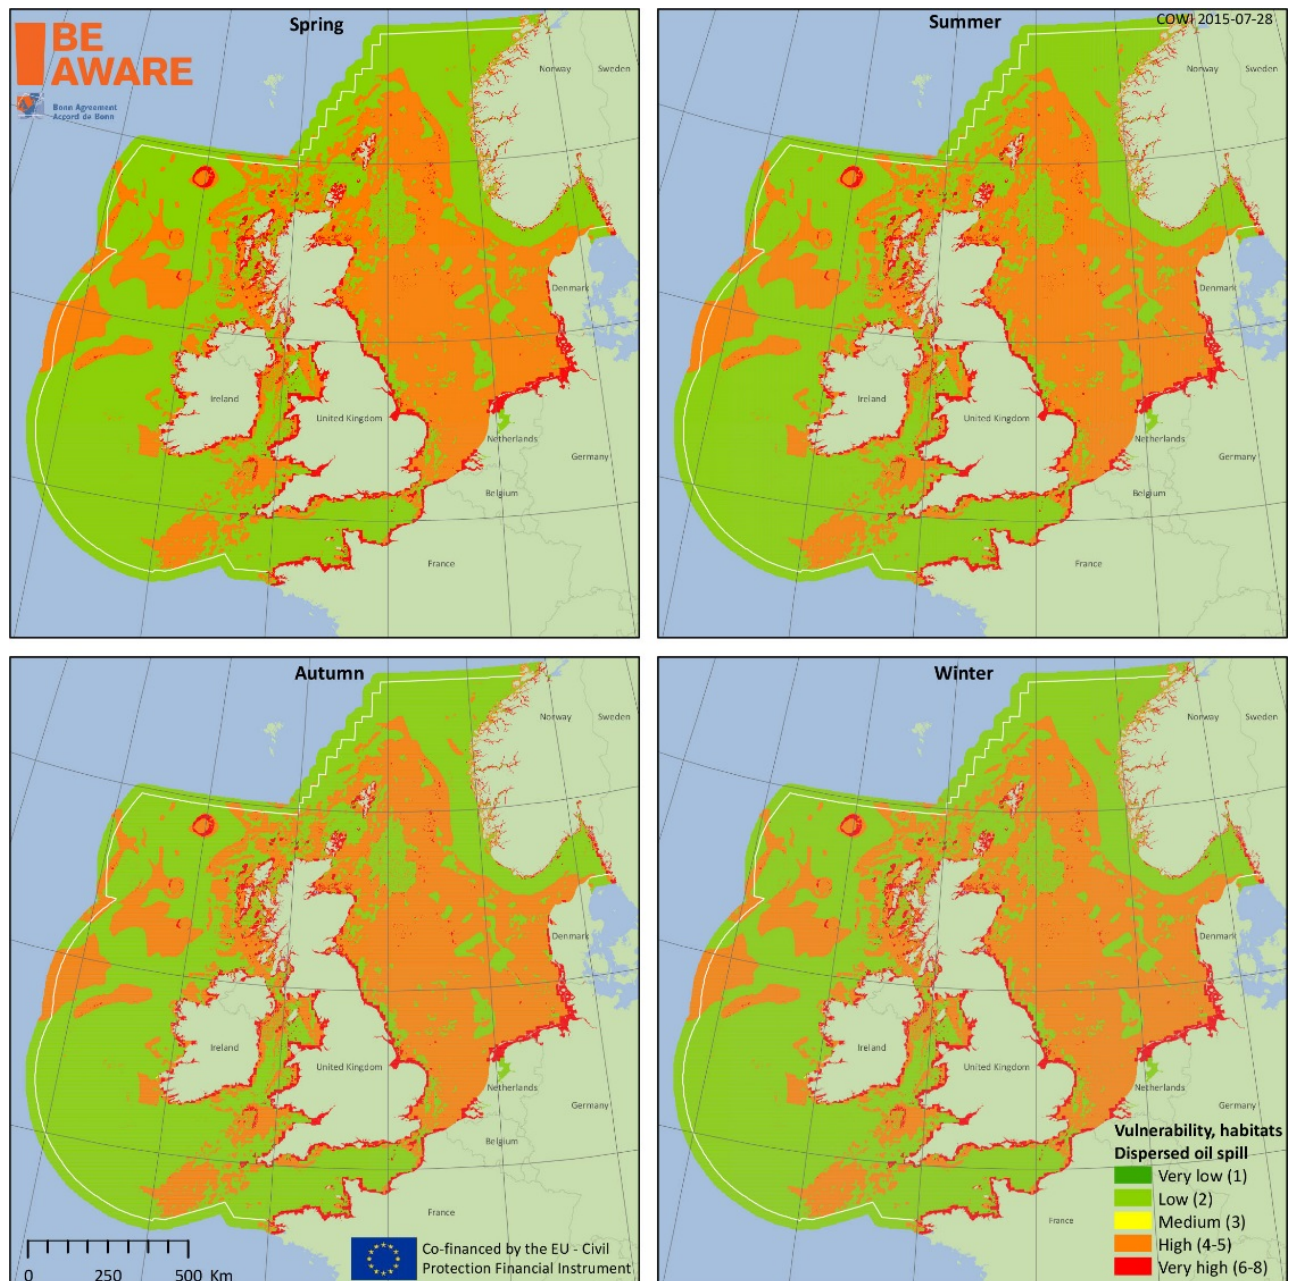 Spring
BE
AWARE
Bonn Agreement
Accord de Bonn
Norway
Sweden
Denmark
Ireland
United Kingdom
Netherlands
Germany
Belgium
France
Summer
COWI 2015-07-28
Norway
Sweden
Denmark
Ireland
United Kingdom
Netherlands
Germany
Belgium
France
Autumn
Norway
Sweden
Denmark
Ireland
United Kingdom
Netherlands
Germany
Belgium
France
0 250 500 Km
Co-financed by the EU - Civil
Protection Financial Instrument
Winter
Norway
Sweden
Denmark
Ireland
United Kingdom
Netherlands
Germany
France
Vulnerability, habitats
Dispersed oil spill
Very low (1)
Low (2)
Medium (3)
High (4-5)
Very high (6-8)